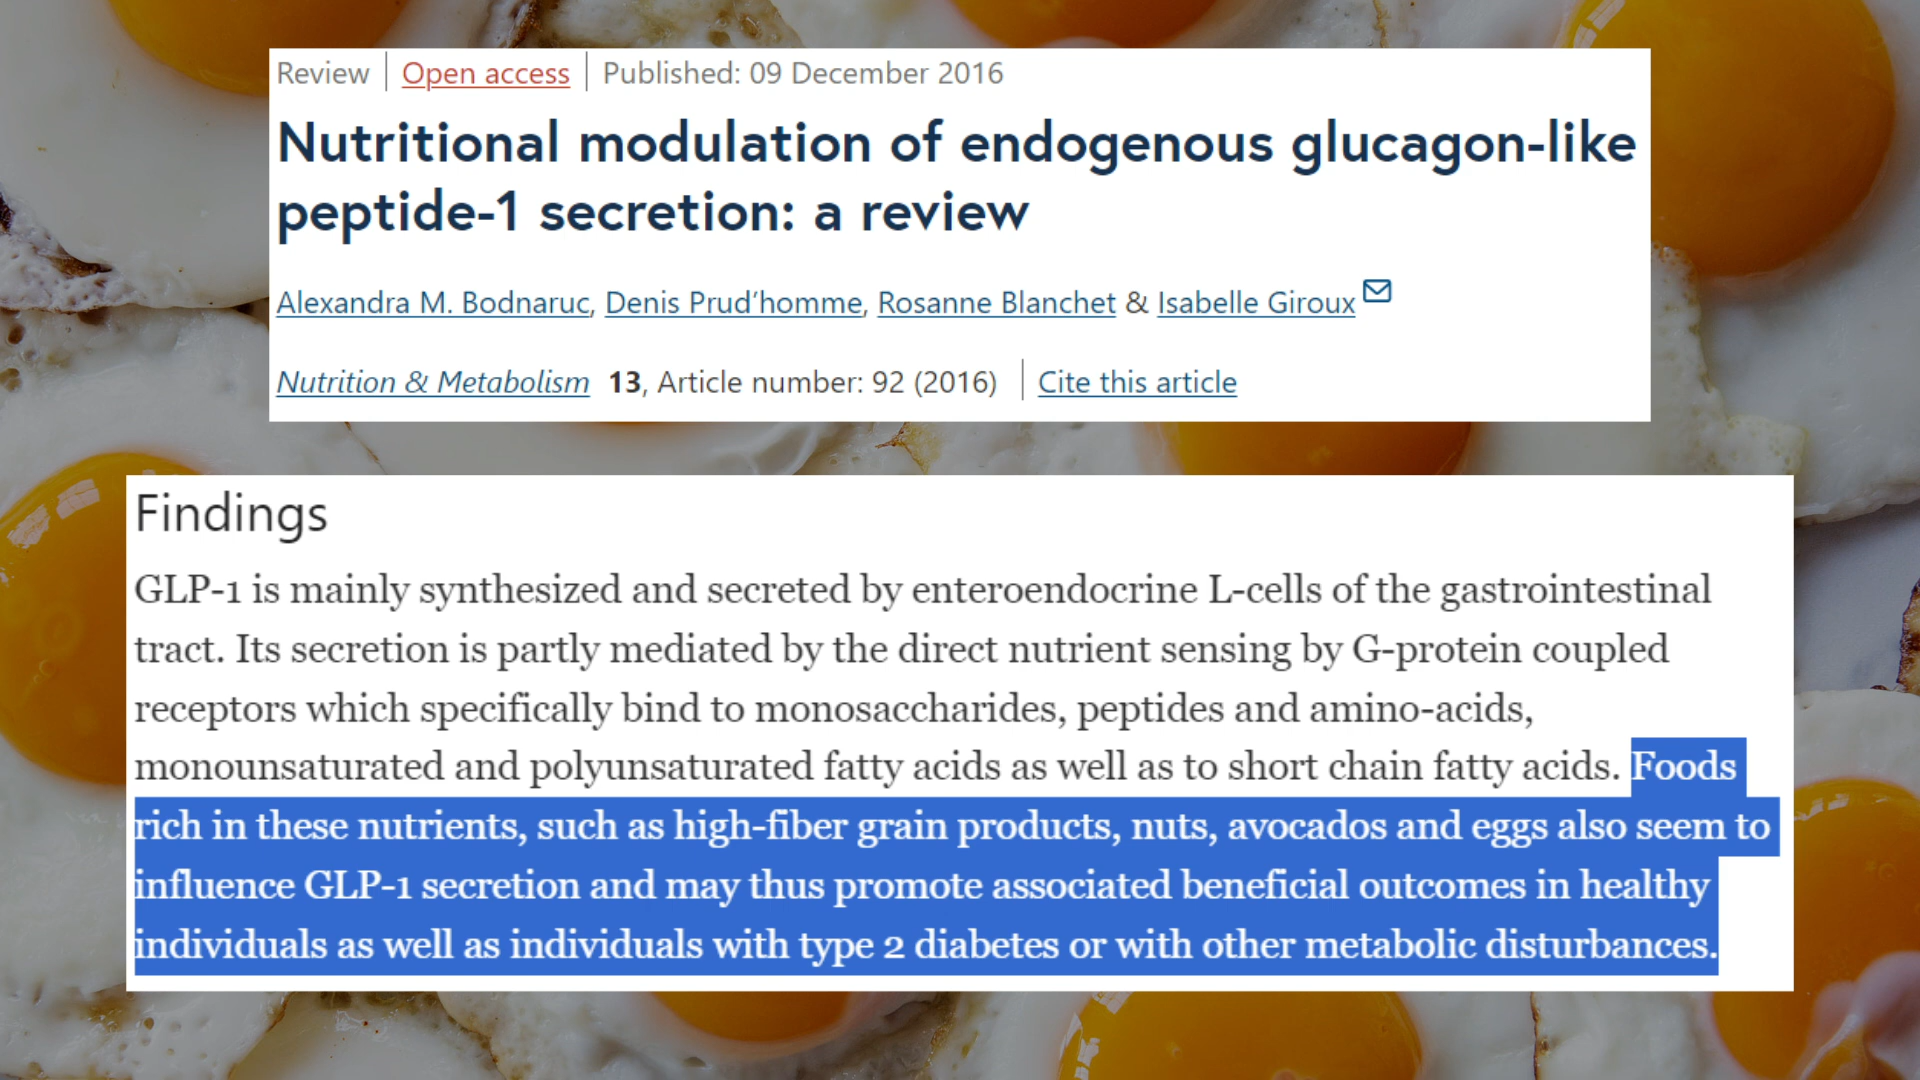 Review | Open access | Published: 09 December 2016
Nutritional modulation of endogenous glucagon-like
peptide-1 secretion: a review
Alexandra M. Bodnaruc, Denis Prud’homme, Rosanne Blanchet & Isabelle Giroux
Nutrition & Metabolism 13, Article number: 92 (2016) | Cite this article
Findings
GLP-1 is mainly synthesized and secreted by enteroendocrine L-cells of the gastrointestinal
tract. Its secretion is partly mediated by the direct nutrient sensing by G-protein coupled
receptors which specifically bind to monosaccharides, peptides and amino-acids,
monounsaturated and polyunsaturated fatty acids as well as to short chain fatty acids. Foods
rich in these nutrients, such as high-fiber grain products, nuts, avocados and eggs also seem to
influence GLP-1 secretion and may thus promote associated beneficial outcomes in healthy
individuals as well as individuals with type 2 diabetes or with other metabolic disturbances.